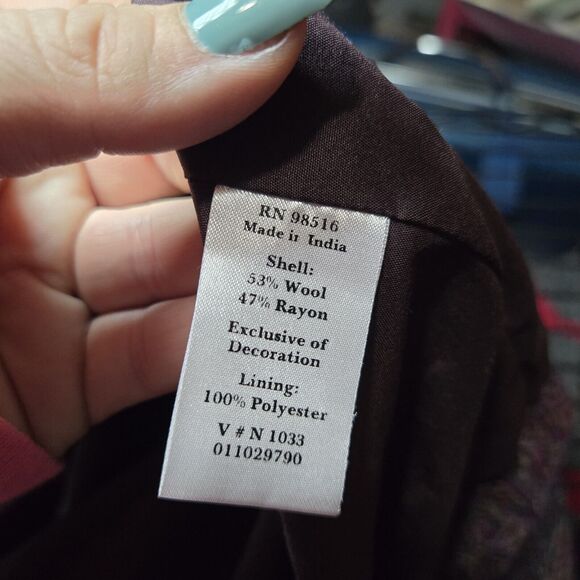 RN 98516
Made in India
Shell:
53% Wool
47% Rayon
Exclusive of
Decoration
Lining:
100% Polyester
V # N 1033
011029790